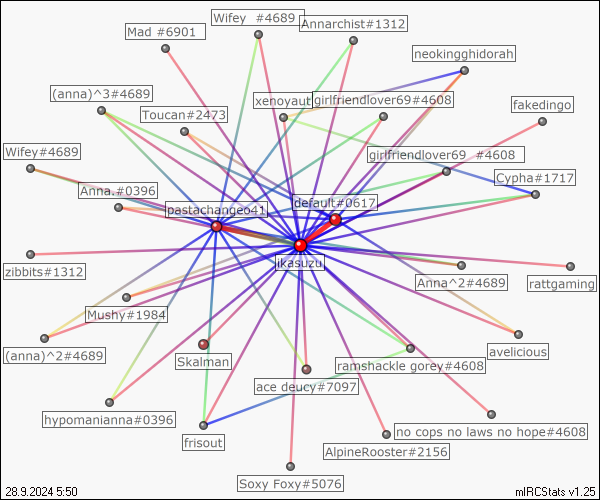 Wifey #4689
Annarchist#1312
Mad #6901
neokingghidorah
(anna)^3#4689
xenoyaut
girlfriendlover69#4608
fakedingo
Toucan#2473
Wifey#4689
girlfriendlover69 #4608
Cypha#1717
Anna.#0396
default#0617
pastachangeo41
ikasuzu
zibbits#1312
Anna^2#4689
rattgaming
Mushy#1984
(anna)^2#4689
Skalman
avelicious
ramshackle gorey#4608
ace deucy#7097
hypomanianna#0396
no cops no laws no hope#4608
frisout
AlpineRooster#2156
Soxy Foxy#5076
28.9.2024 5:50
mIRCStats v1.25